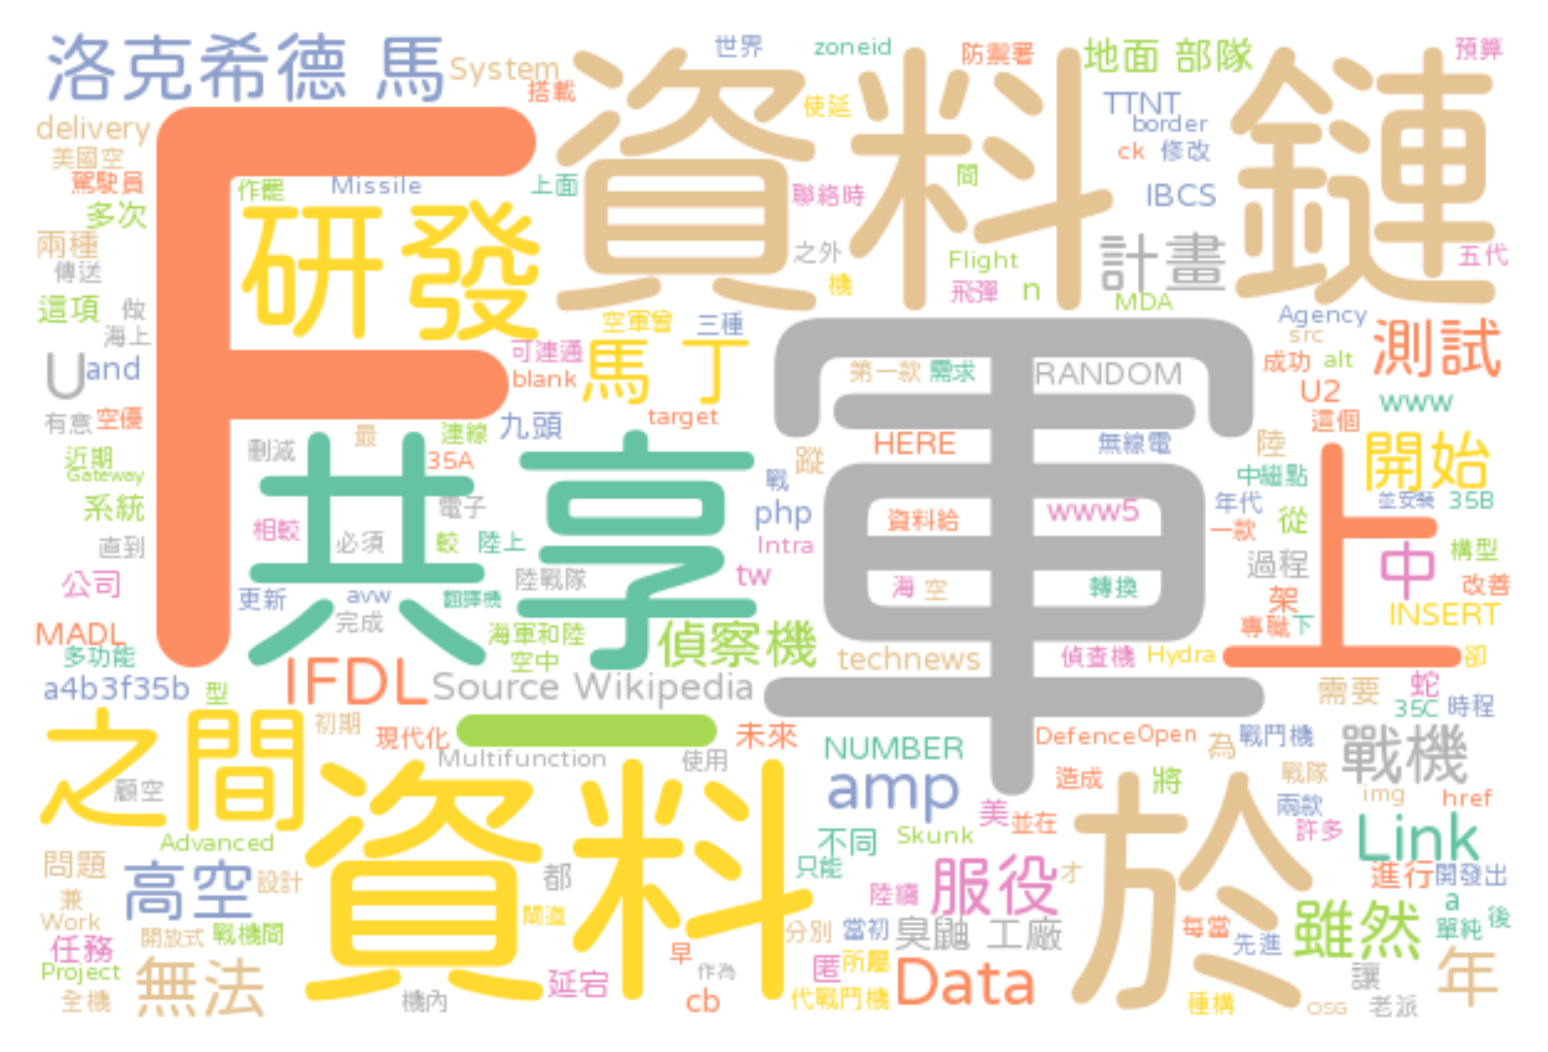 洛克希德 馬
System
搭載
世界
zoneid
防禦署
地面 部隊
預算
delivery
美國空
駕駛員
多次
兩種
傳送
這項
做
海上
F
資料鏈
使延
TTNT
border
ck
修改
作罷
Missile
上面
聯絡時
間
IBCS
研發
之外
機
Flight
飛彈
n
計畫
MDA
五代
空軍曾
三種
Agency
src
測試
U
and
可連通
blank
馬丁
軍
第一款
需求
RANDOM
成功
alt
U2
www
有意
空優
刪減
最
連線
九頭
target
HERE
無線電
這個
近期
Gateway
35A
蹤
陸
開始
系統
共享
電子
戰
中繼點
上
並安裝
35B
年代
直到
相較
必須
較
陸上
php
資料給
www5
一款
從
構型
Intra
過程
中
公司
更新
avw
翻譯機
陸戰隊
tw
海
空
轉換
架
改善
完成
INSERT
MADL
海軍和陸
偵察機
專職
下
多功能
空中
technews
偵查機
Hydra
卻
a4b3f35b
型
IFDL
Source Wikipedia
需要
蛇
35C
時程
之間
初期
現代化
一
未來
NUMBER
Defence
Open
為
戰鬥機
戰機
Multifunction
使用
顧空
資料
amp
造成
將
戰隊
img
href
美
並在
於
兩款
許多
Advanced
不同
Skunk
Link
問題
高空
設計
都
只能
服役
才
進行
開發出
兼
Work
陸續
a
開放式
戰機間
閘道
分別
當初
臭鼬 工廠
每當
先進
雖然
單純
後
任務
Project
無法
延宕
早
作為
匿
所屬
Data
讓
年
全機
機內
cb
代戰鬥機
種構
OSG
老派